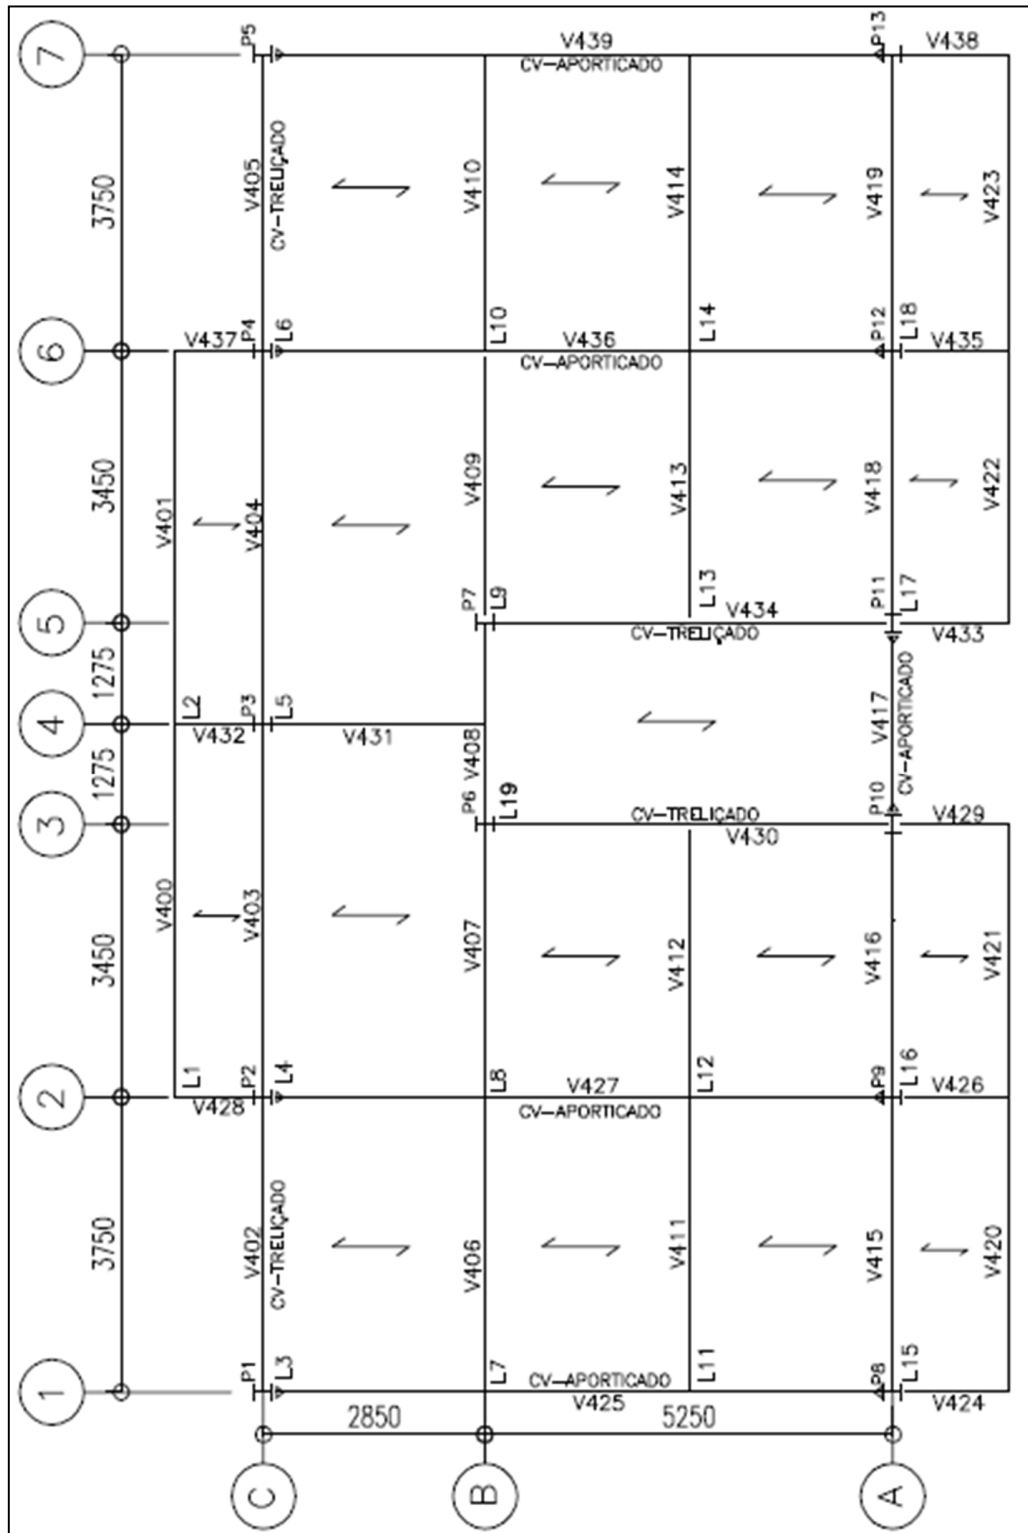 7
3750
6
3450
5
1275
4
1275
3
3450
2
3750
1
P5
V439
CV-APORTICADO
P13
V438
V405
CV-TRELIÇADO
V410
V414
V419
V423
V437
P4
L6
L10
V436
CV-APORTICADO
L14
P12
L18
V435
V401
V404
V409
V413
V418
V422
P7
L9
L13
V434
CV-TRELIÇADO
P11
L17
V433
L2
V432
P3
L5
V431
V408
V417
CV-APORTICADO
P6
L19
CV-TRELIÇADO
V430
P10
V429
V400
V403
V407
V412
V416
V421
L1
V428
P2
L4
L8
V427
CV-APORTICADO
L12
P9
L16
V426
V402
CV-TRELIÇADO
V406
V411
V415
V420
P1
L3
L7
CV-APORTICADO
V425
L11
P8
L15
V424
2850
5250
C
B
A